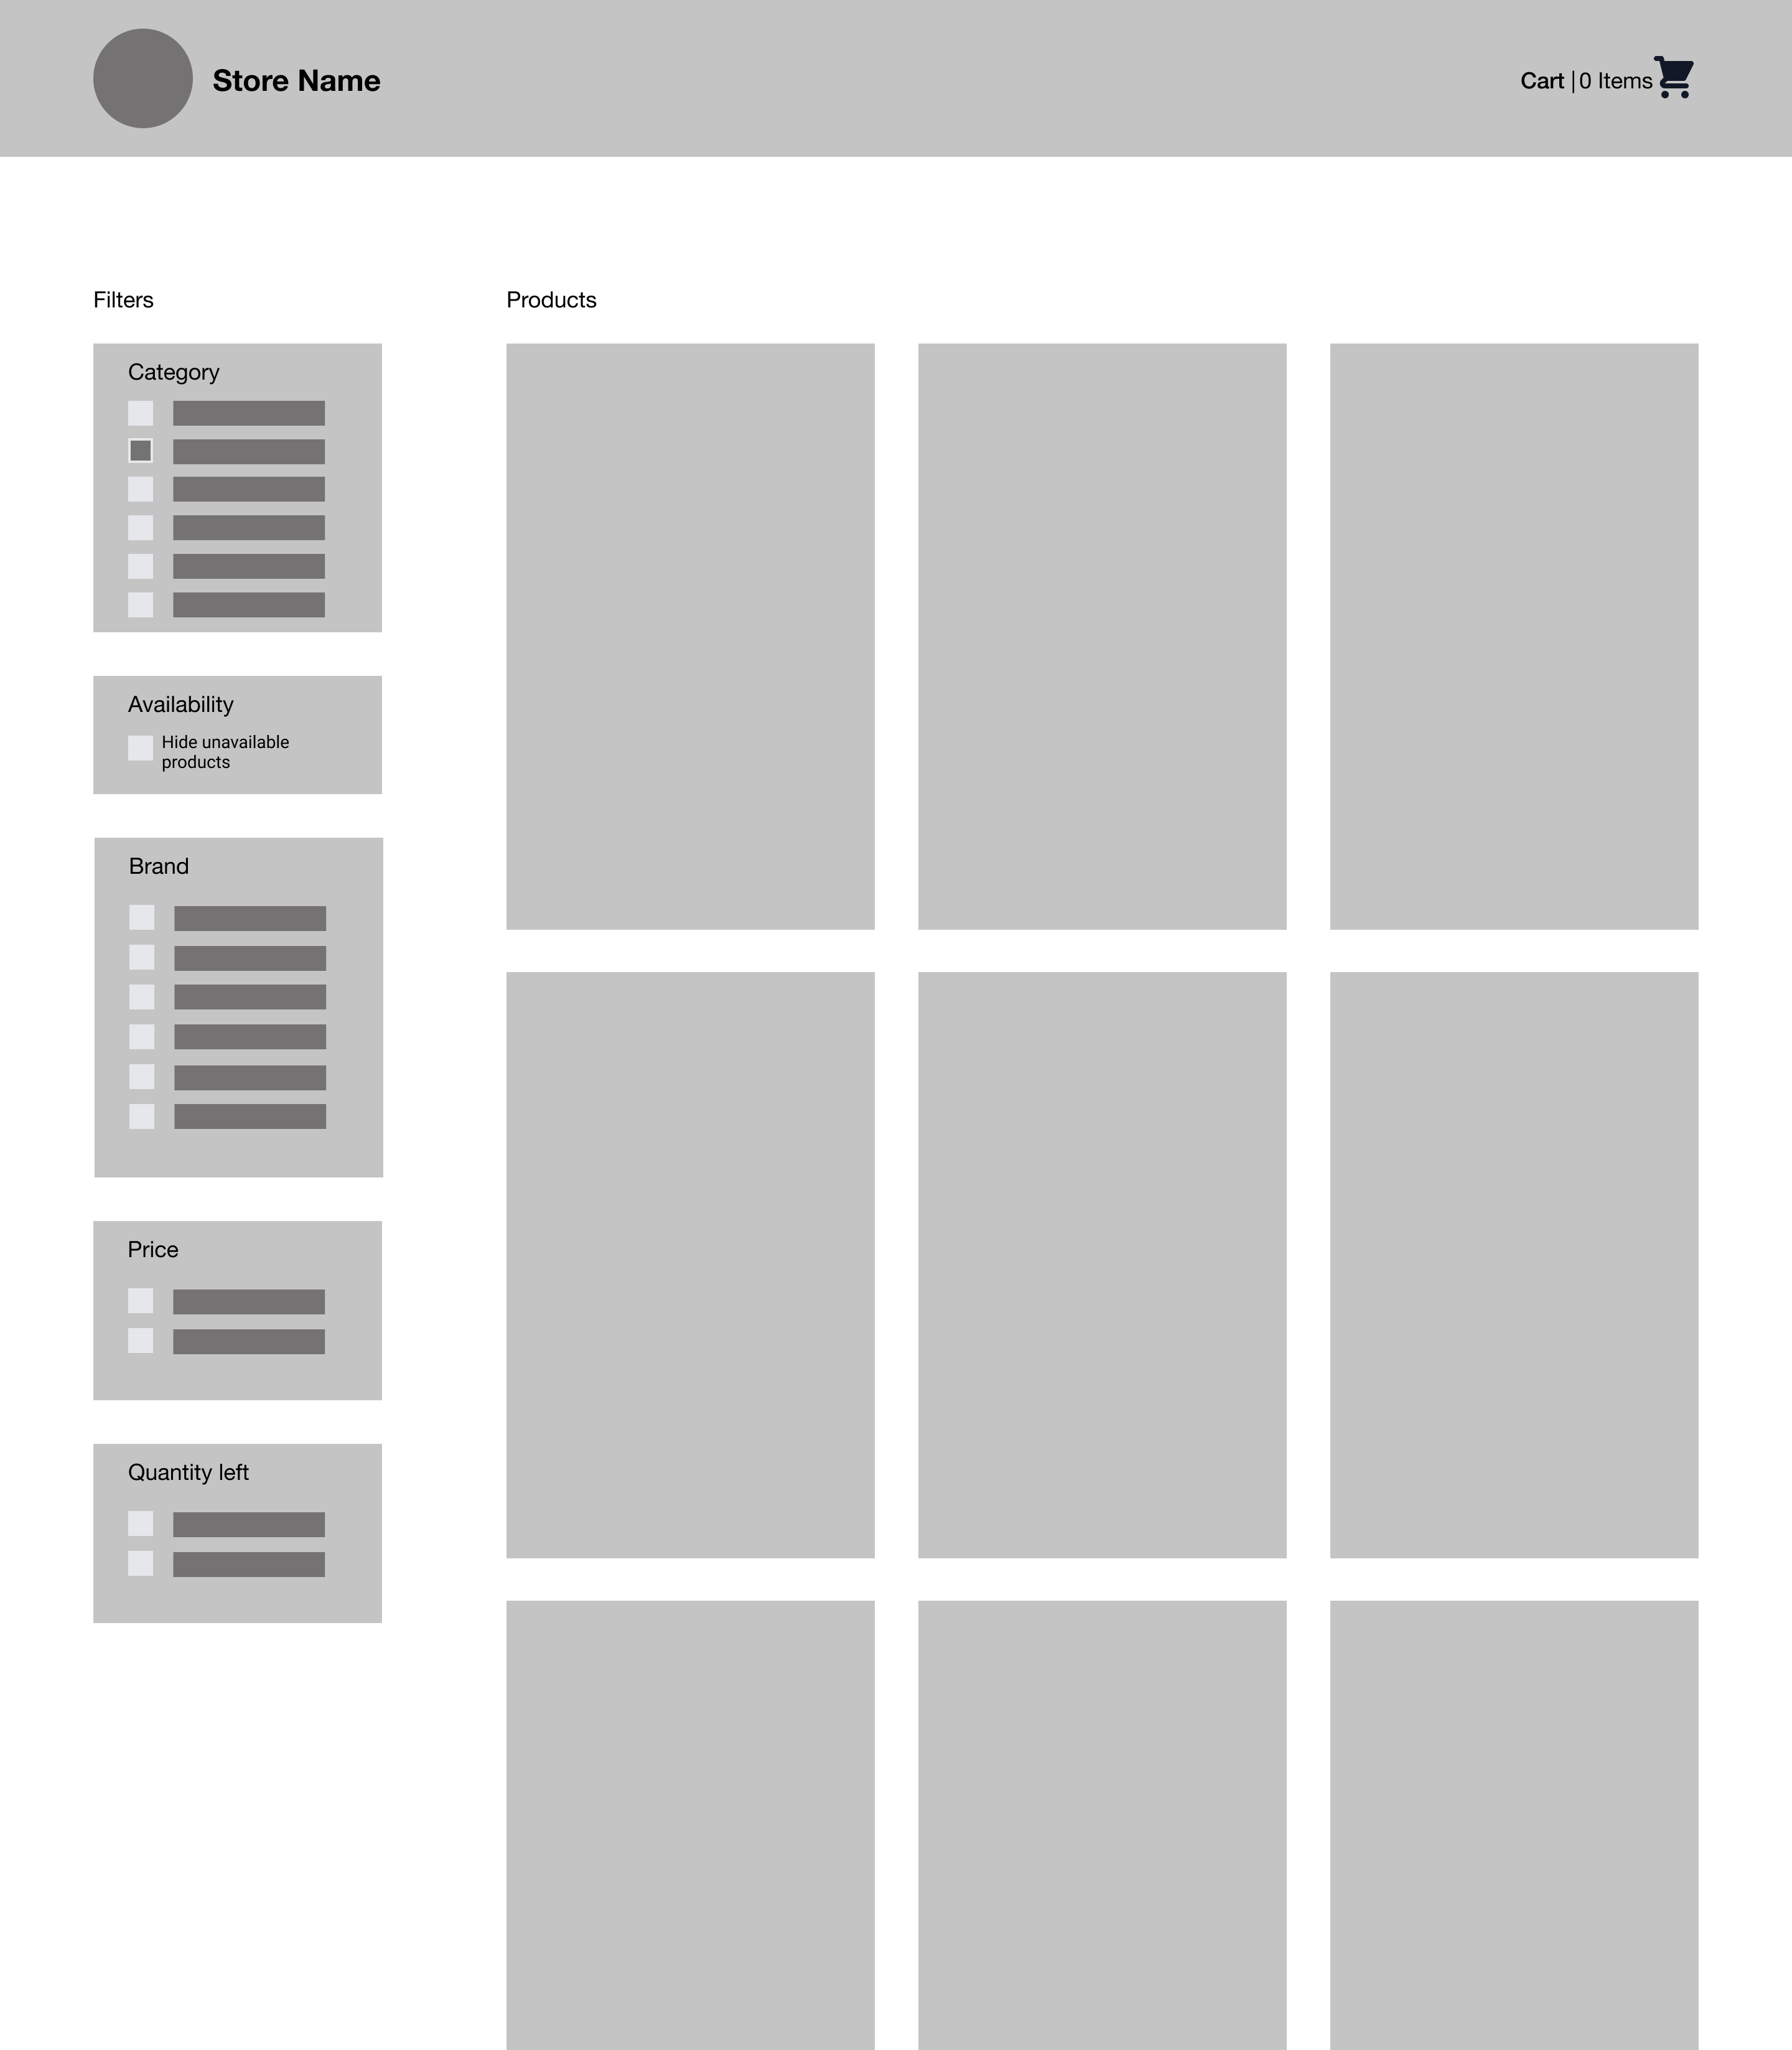 Store Name
Cart | 0 Items
Filters
Products
Category
Availability
Hide unavailable
products
Brand
Price
Quantity left